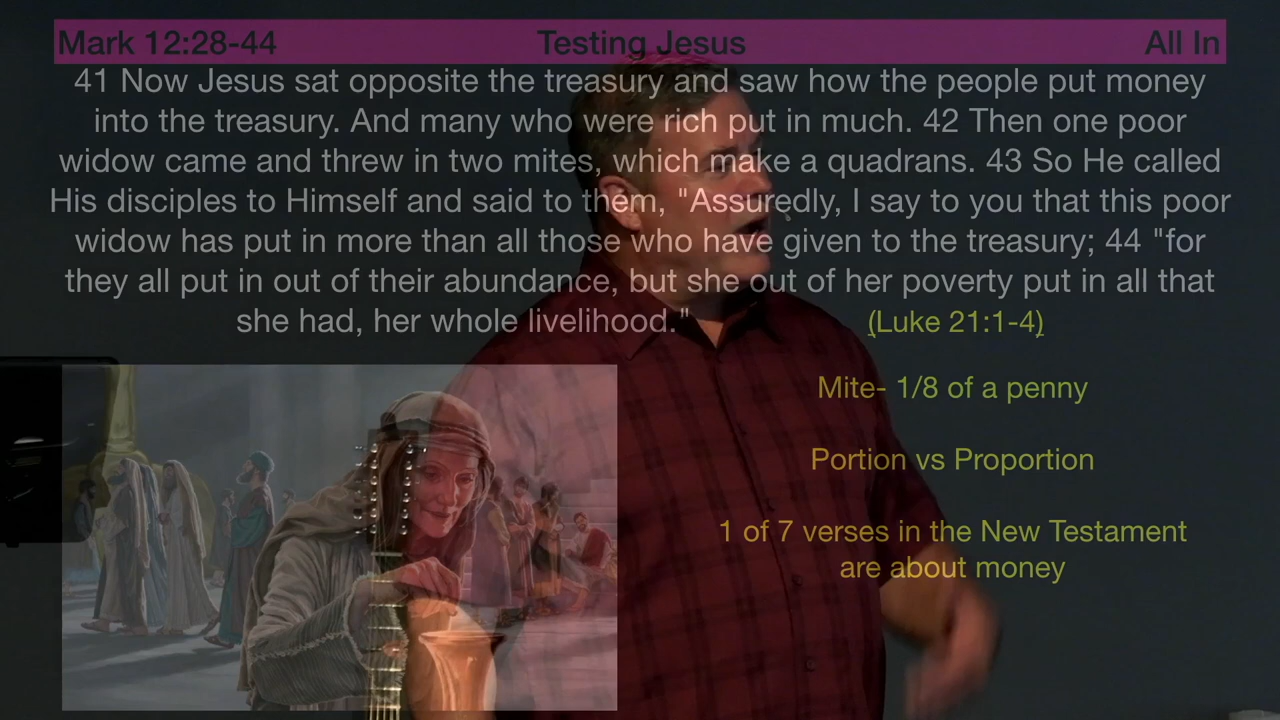 Mark 12:28-44 Testing Jesus All In
41 Now Jesus sat opposite the treasury and saw how the people put money
into the treasury. And many who were rich put in much. 42 Then one poor
widow came and threw in two mites, which make a quadrans. 43 So He called
His disciples to Himself and said to them, "Assuredly, I say to you that this poor
widow has put in more than all those who have given to the treasury; 44 "for
they all put in out of their abundance, but she out of her poverty put in all that
she had, her whole livelihood." (Luke 21:1-4)
Mite- 1/8 of a penny
Portion vs Proportion
1 of 7 verses in the New Testament
are about money